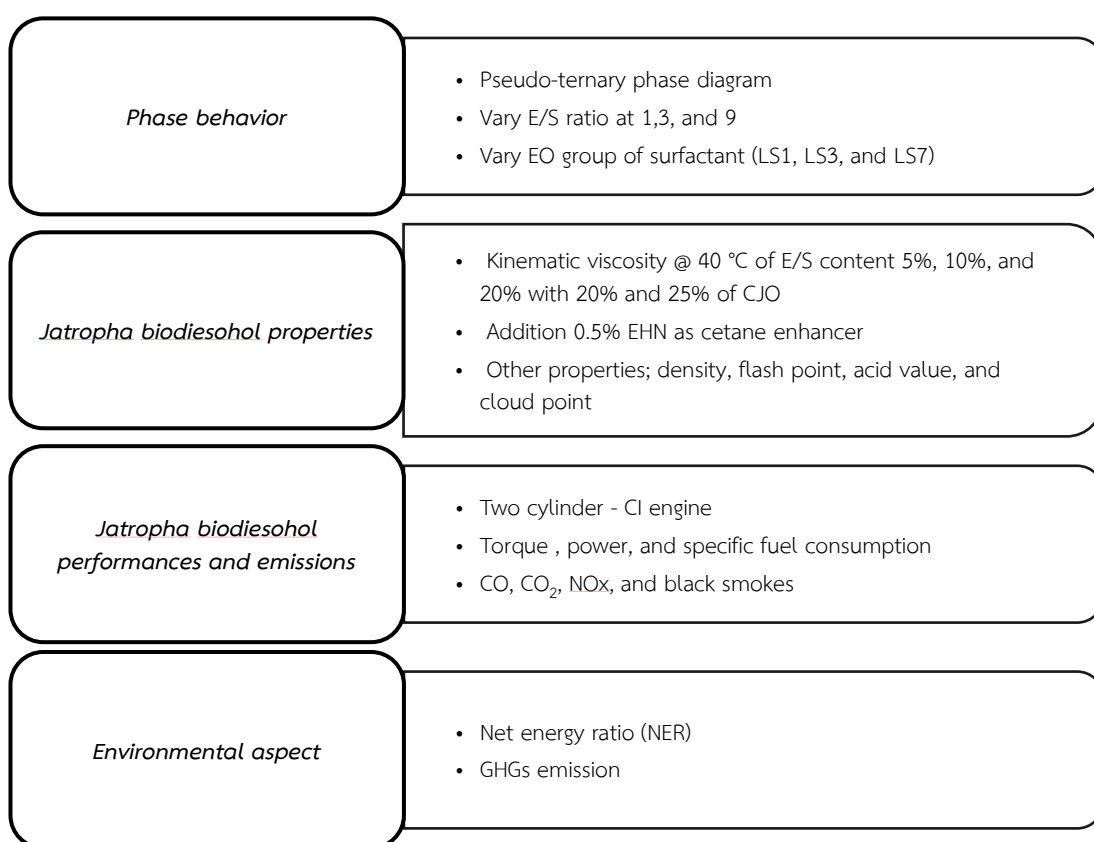 Phase behavior
• Pseudo-ternary phase diagram
• Vary E/S ratio at 1,3, and 9
• Vary EO group of surfactant (LS1, LS3, and LS7)
Jatropha biodiesohol properties
• Kinematic viscosity @ 40 °C of E/S content 5%, 10%, and
20% with 20% and 25% of CJO
• Addition 0.5% EHN as cetane enhancer
• Other properties; density, flash point, acid value, and
cloud point
Jatropha biodiesohol
performances and emissions
• Two cylinder - CI engine
• Torque , power, and specific fuel consumption
• CO, CO₂, NOx, and black smokes
Environmental aspect
• Net energy ratio (NER)
• GHGs emission